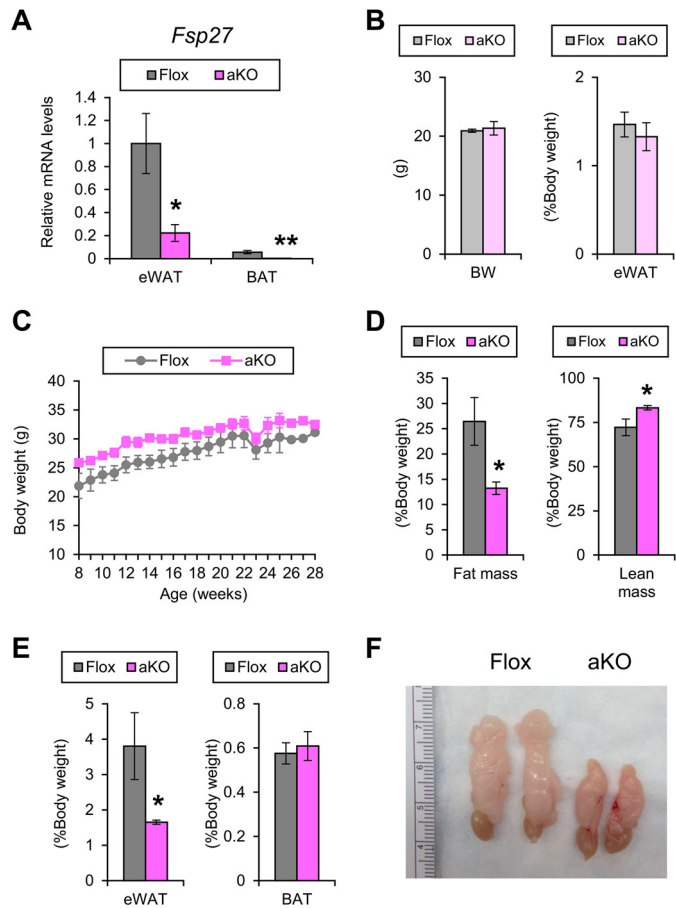 A
Fsp27
Flox aKO
Relative mRNA levels
1.4
1.2
1
0.8
0.6
0.4
0.2
0
*
**
eWAT BAT
B
Flox aKO
(g)
30
20
10
0
BW
Flox aKO
(%Body weight)
2
1
0
eWAT
C
Flox aKO
Body weight (g)
40
35
30
25
20
15
10
8 10 12 14 16 18 20 22 24 26 28
Age (weeks)
D
Flox aKO
(%Body weight)
35
30
25
20
15
10
5
0
*
Fat mass
Flox aKO
(%Body weight)
100
75
50
25
0
*
Lean
mass
E
Flox aKO
(%Body weight)
5
4
3
2
1
0
*
eWAT
Flox aKO
(%Body weight)
0.8
0.6
0.4
0.2
0
BAT
F
Flox aKO
7
6
5
4